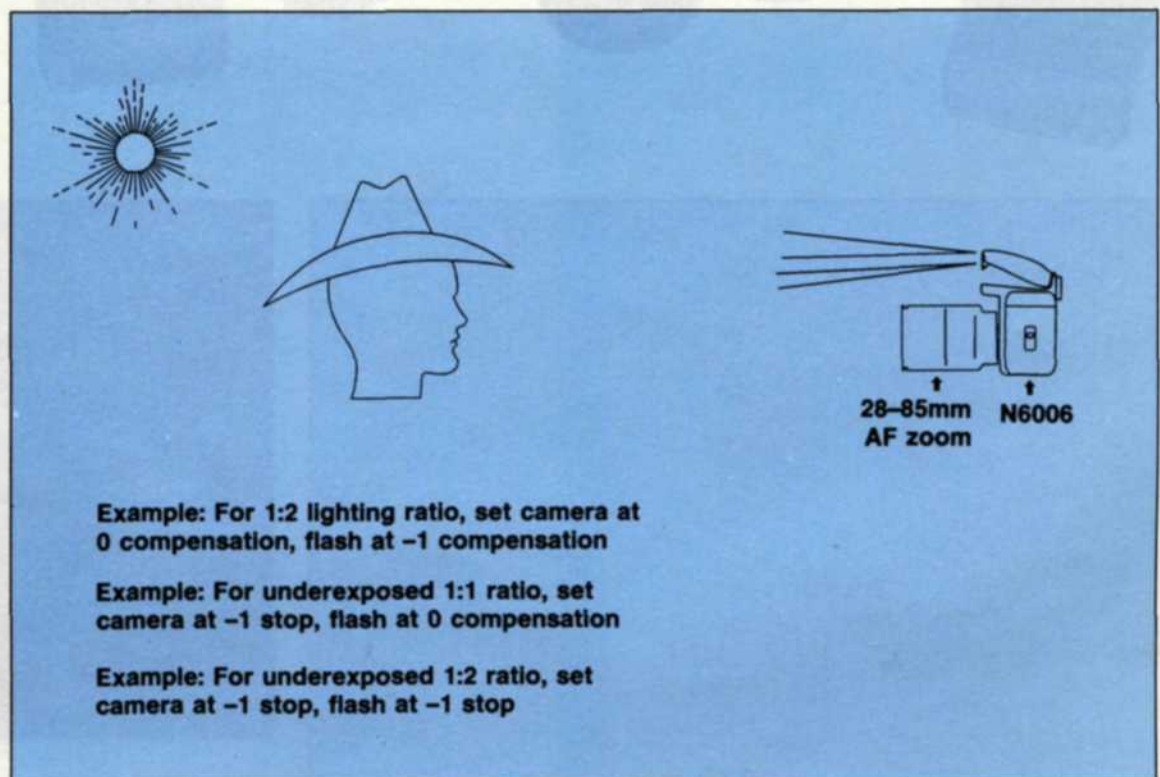 28–85mm
AF zoom
N6006
Example: For 1:2 lighting ratio, set camera at
0 compensation, flash at –1 compensation
Example: For underexposed 1:1 ratio, set
camera at –1 stop, flash at 0 compensation
Example: For underexposed 1:2 ratio, set
camera at –1 stop, flash at –1 stop